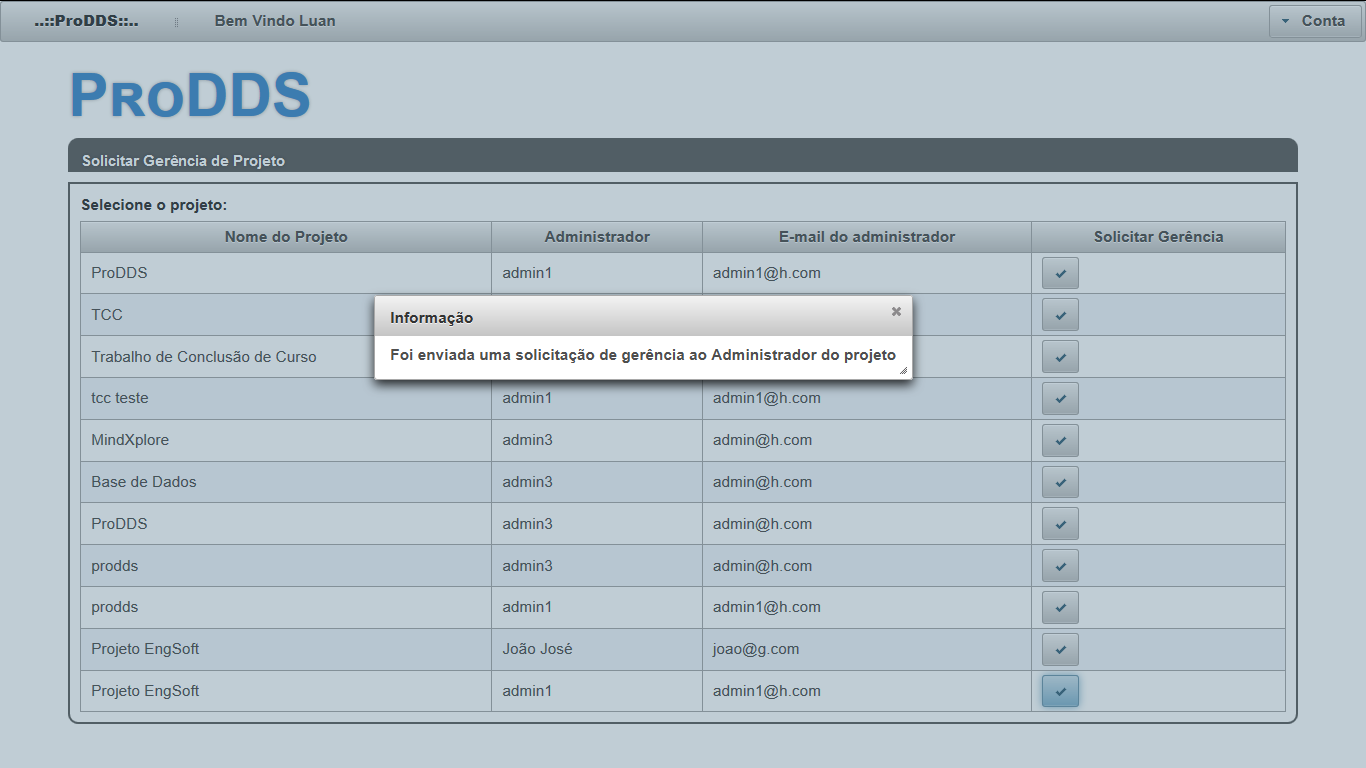 ..::ProDDS::.. Bem Vindo Luan Conta
ProDDS
Solicitar Gerência de Projeto
Selecione o projeto:
Nome do Projeto Administrador E-mail do administrador Solicitar Gerência
ProDDS admin1 admin1@h.com
TCC
Informação
Foi enviada uma solicitação de gerência ao Administrador do projeto
Trabalho de Conclusão de Curso
tcc teste admin1 admin1@h.com
MindXplore admin3 admin@h.com
Base de Dados admin3 admin@h.com
ProDDS admin3 admin@h.com
prodds admin3 admin@h.com
prodds admin1 admin1@h.com
Projeto EngSoft João José joao@g.com
Projeto EngSoft admin1 admin1@h.com